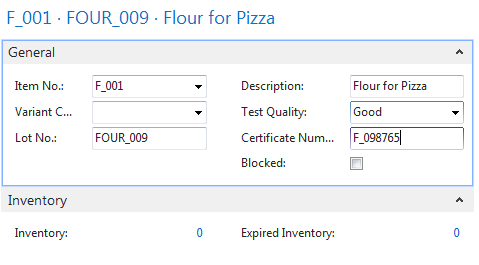 F_001 · FOUR_009 · Flour for Pizza
General
Item No.: F_001 Description: Flour for Pizza
Variant C... Test Quality: Good
Lot No.: FOUR_009 Certificate Num... F_098765
Blocked:
Inventory
Inventory: 0 Expired Inventory: 0